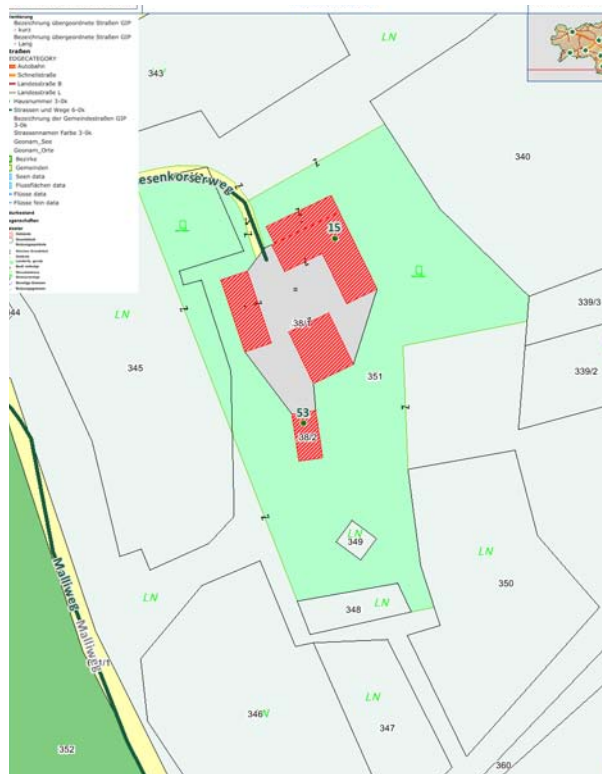 Bezeichnung übergeordnete Straßen GIP
- kurz
Bezeichnung übergeordnete Straßen GIP
- Lang
EDGECATEGORY
Autobahn
Schnellstraße
Landesstraße B
Landesstraße L
Hausnummer 3-0k
Strassen und Wege 6-0k
Bezeichnung der Gemeindestraßen GIP
3-0k
Strassennamen Farbe 3-0k
Geonam_See
Geonam_Orte
Bezirke
Gemeinden
Seen data
Flussflächen data
Flüsse data
Flüsse fein data
LN
343
340
esenkorserweg
15
339/3
LN
345
38/1
351
339/2
53
38/2
LN
349
LN
350
Malliweg
Malliweg
LN
348
LN
346
347
352
360